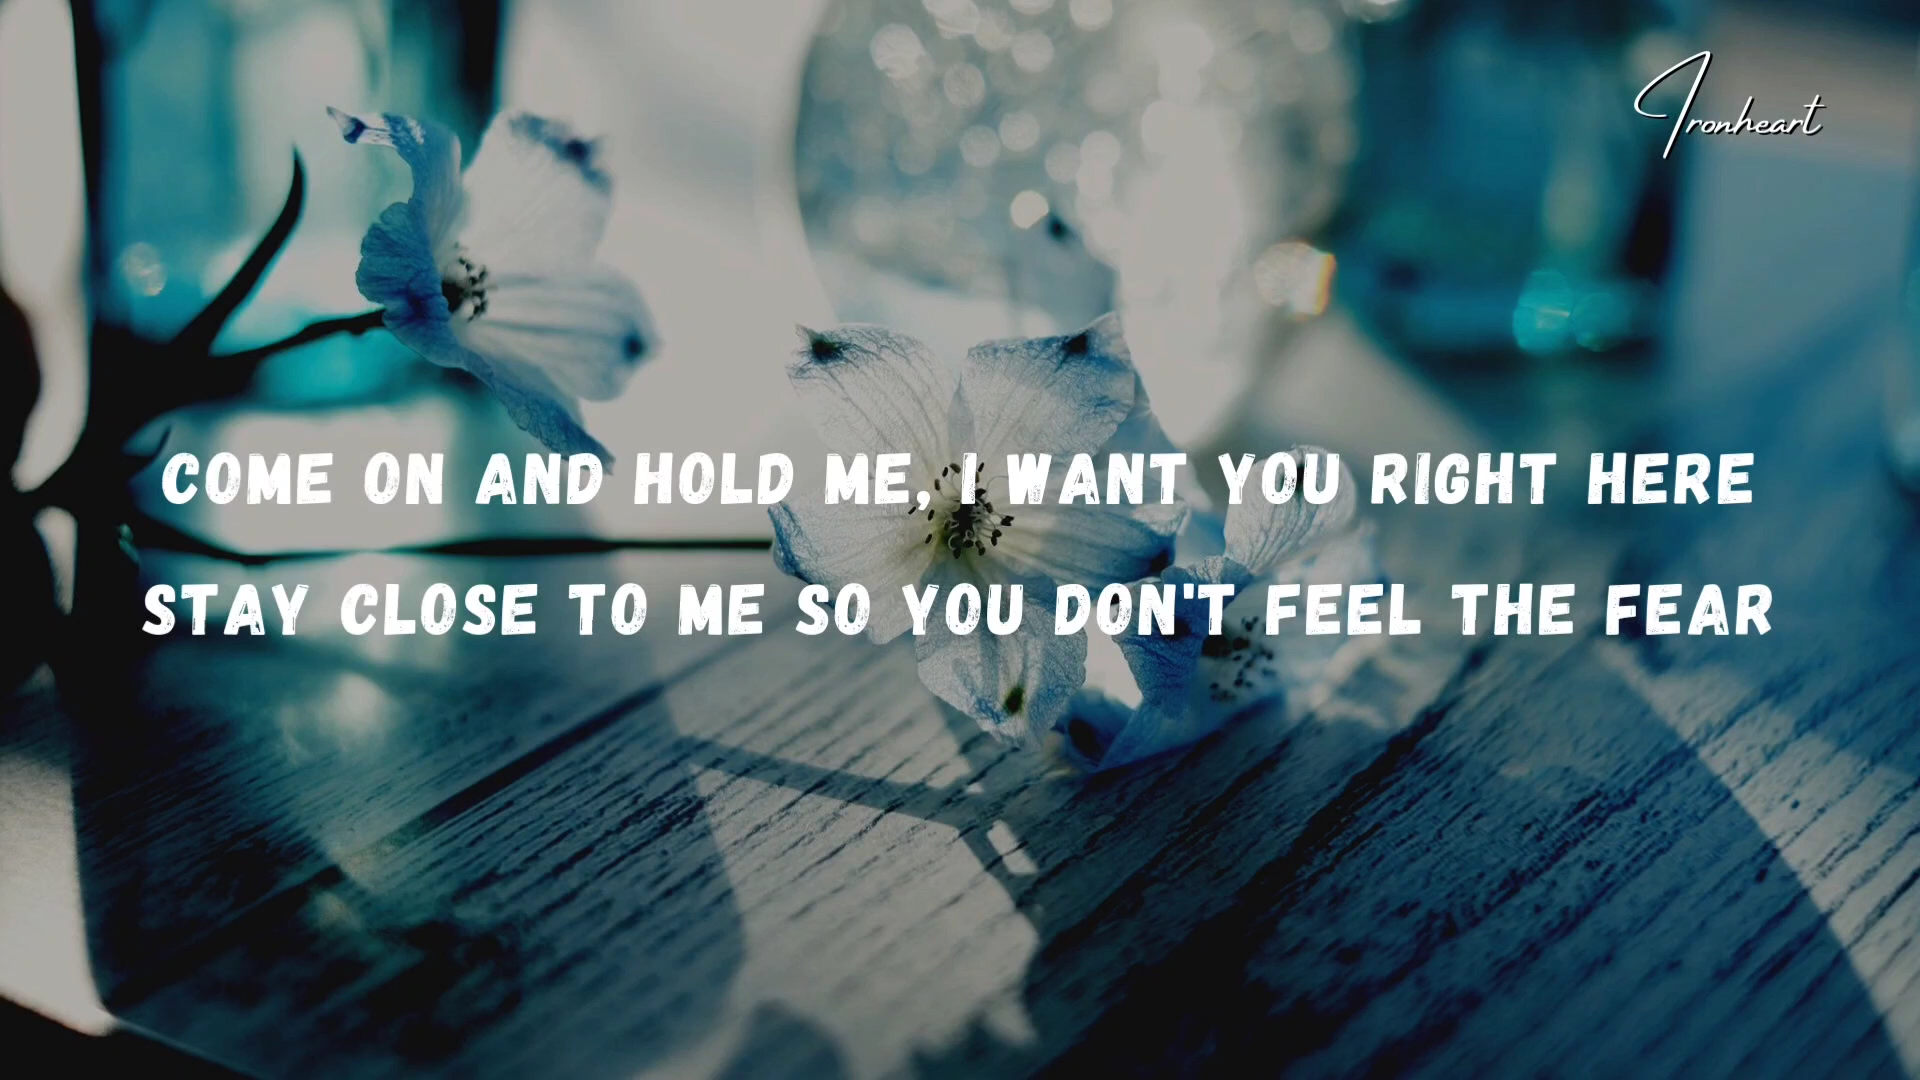 Ironheart
COME ON AND HOLD ME, I WANT YOU RIGHT HERE
STAY CLOSE TO ME SO YOU DON'T FEEL THE FEAR